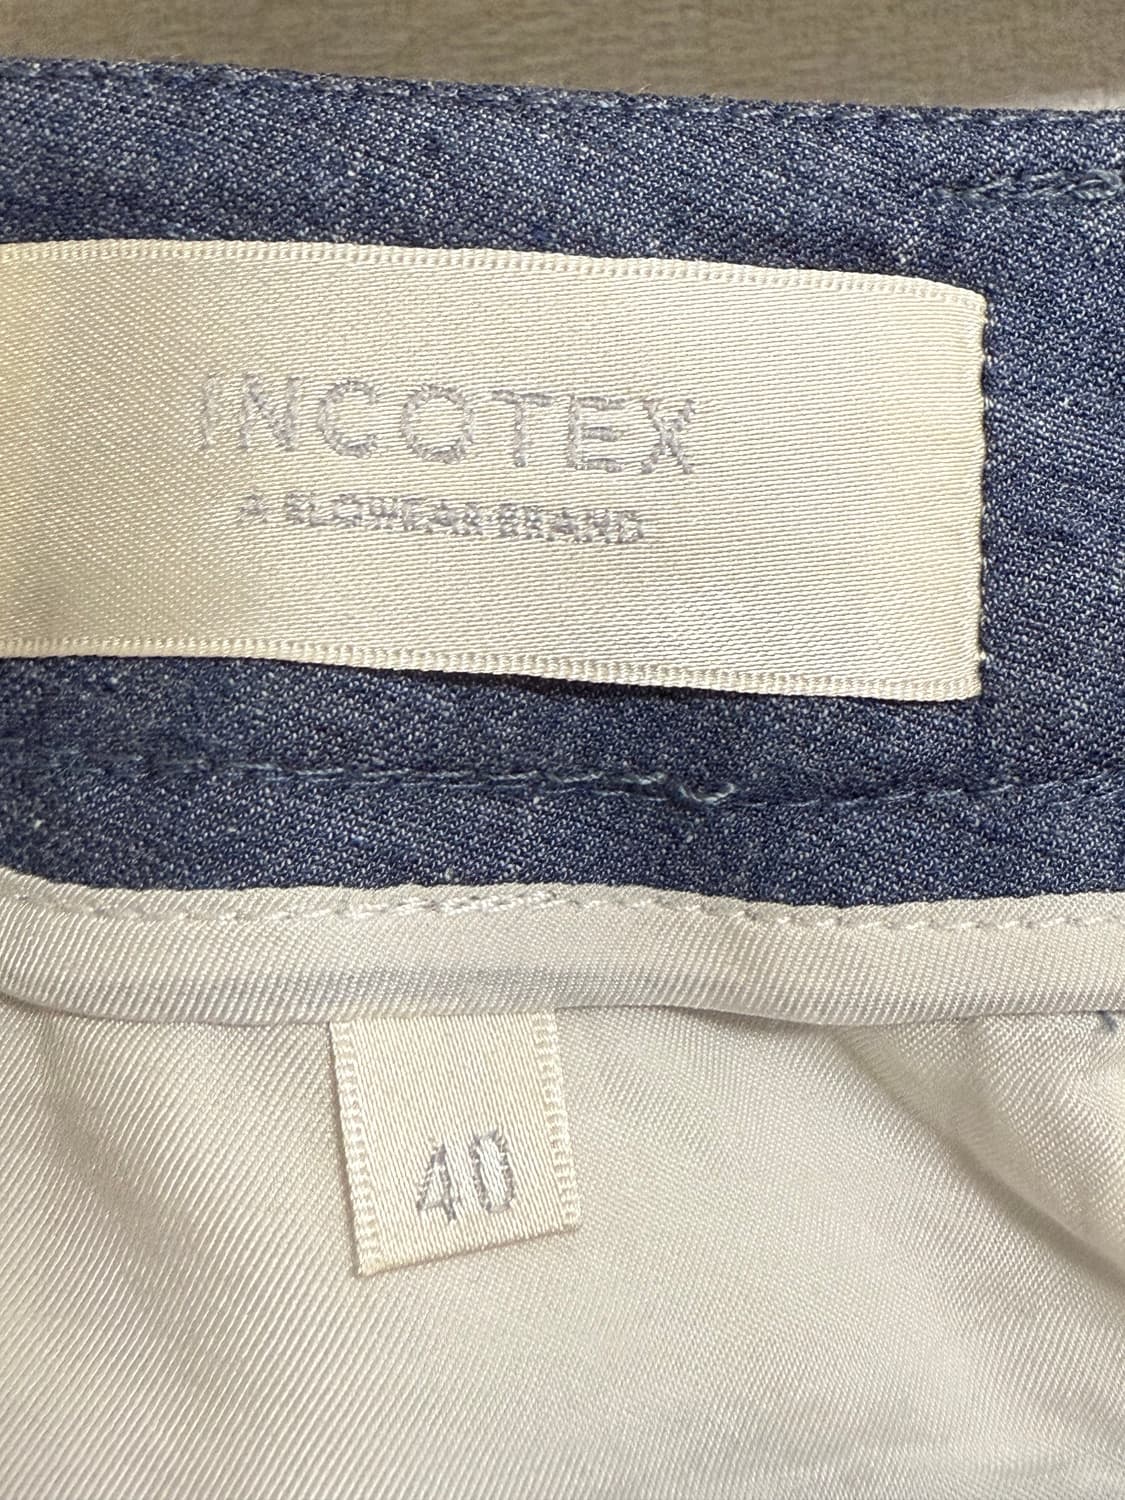 INCOTEX
A SLOWEAR BRAND
40